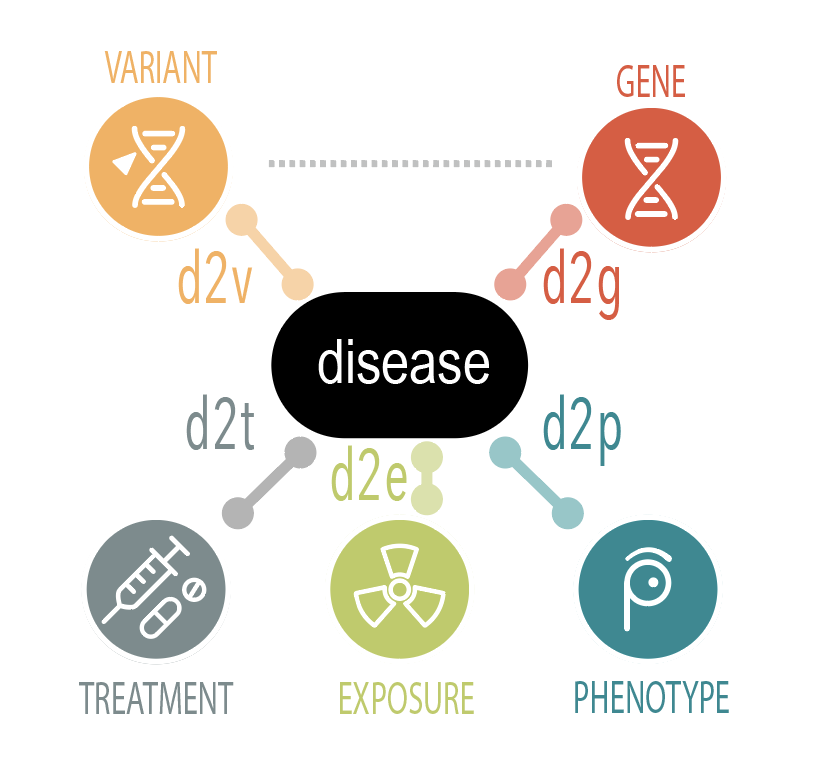 VARIANT
GENE
d2v
d2g
disease
d2t
d2e
d2p
TREATMENT
EXPOSURE
PHENOTYPE